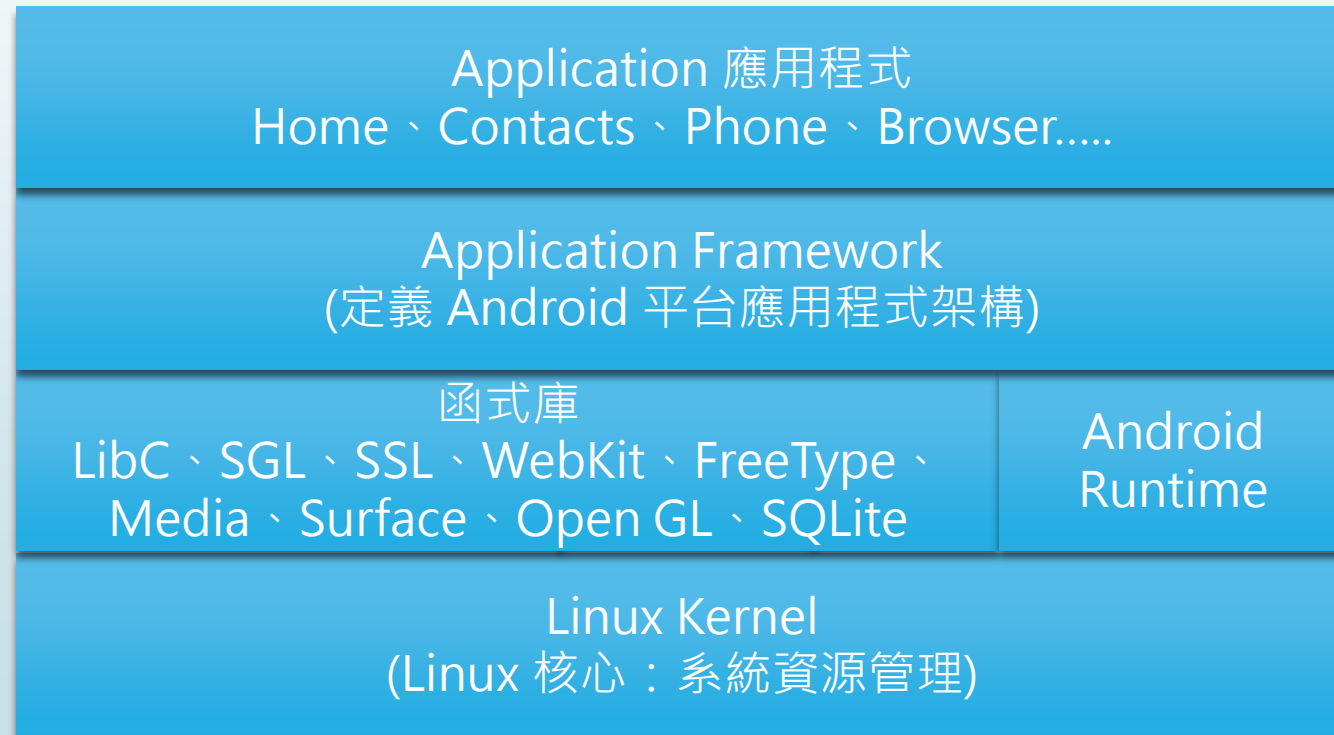 Application 應用程式
Home、Contacts、Phone、Browser.....
Application Framework
(定義 Android 平台應用程式架構)
函式庫
LibC、SGL、SSL、WebKit、FreeType、
Media、Surface、Open GL、SQLite
Android
Runtime
Linux Kernel
(Linux 核心：系統資源管理)